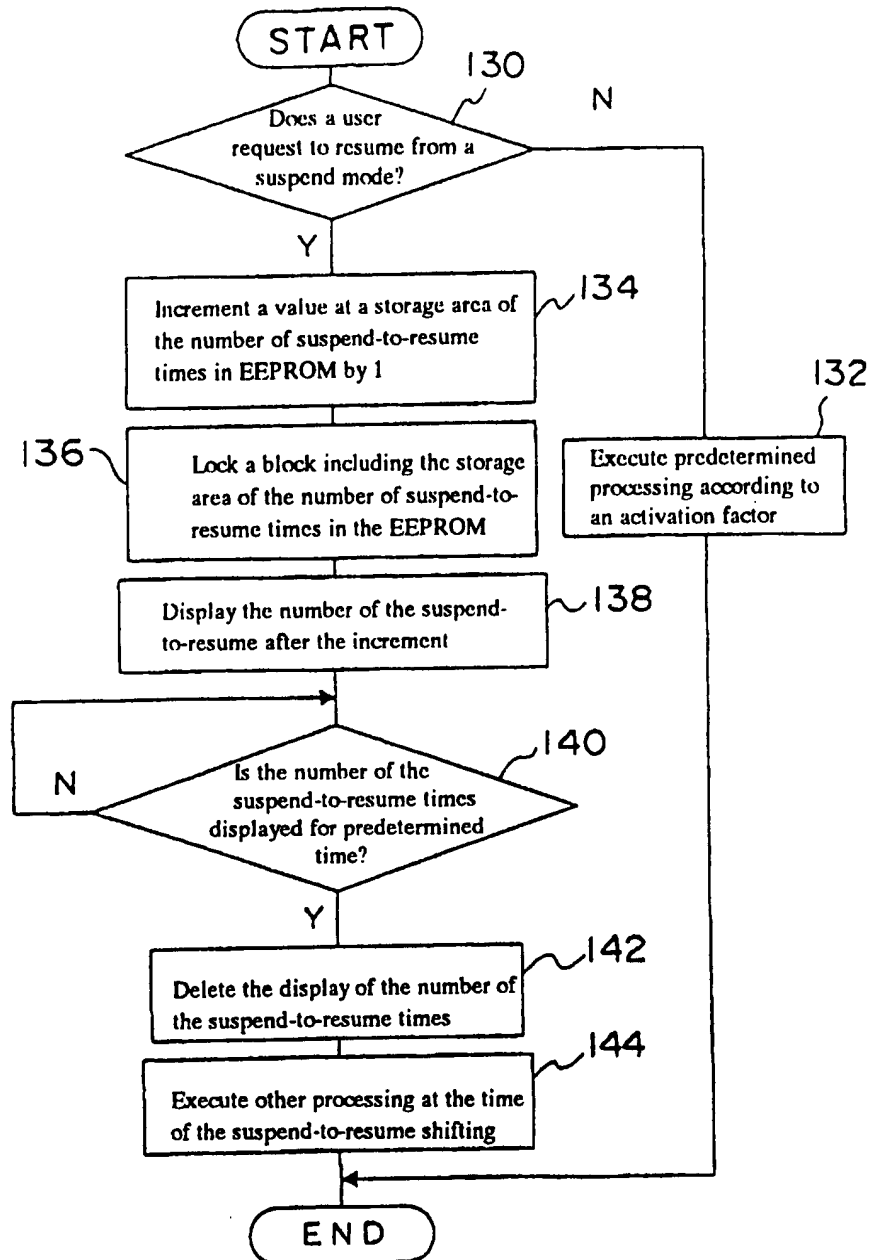 START
130
N
Does a user
request to resume from a
suspend mode?
Y
Increment a value at a storage area of
the number of suspend-to-resume
times in EEPROM by 1
134
132
136
Lock a block including the storage
area of the number of suspend-to-
resume times in the EEPROM
Execute predetermined
processing according to
an activation factor
Display the number of the suspend-
to-resume after the increment
138
140
N
Is the number of the
suspend-to-resume times
displayed for predetermined
time?
Y
142
Delete the display of the number of
the suspend-to-resume times
144
Execute other processing at the time
of the suspend-to-resume shifting
END